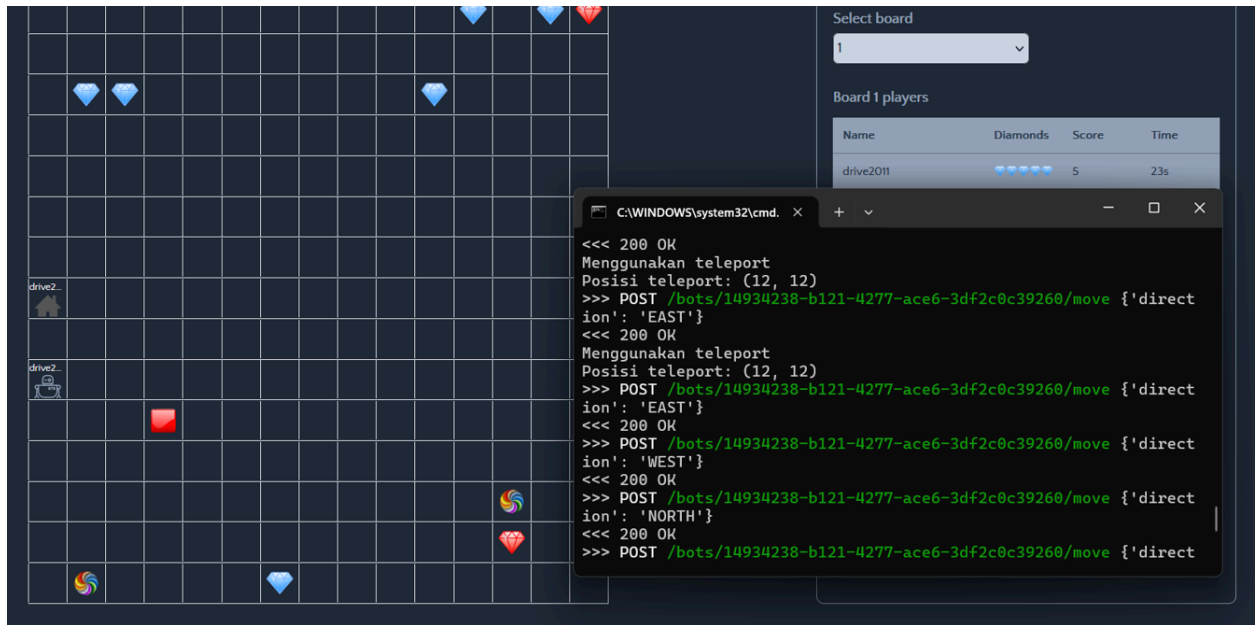 Select board
1
Board 1 players
Name Diamonds Score Time
drive2011 5 23s
C:\WINDOWS\system32\cmd.
<<< 200 OK
Menggunakan teleport
Posisi teleport: (12, 12)
>>> POST /bots/14934238-b121-4277-ace6-3df2c0c39260/move {'direct
ion': 'EAST'}
<<< 200 OK
Menggunakan teleport
Posisi teleport: (12, 12)
>>> POST /bots/14934238-b121-4277-ace6-3df2c0c39260/move {'direct
ion': 'EAST'}
<<< 200 OK
>>> POST /bots/14934238-b121-4277-ace6-3df2c0c39260/move {'direct
ion': 'WEST'}
<<< 200 OK
>>> POST /bots/14934238-b121-4277-ace6-3df2c0c39260/move {'direct
ion': 'NORTH'}
<<< 200 OK
>>> POST /bots/14934238-b121-4277-ace6-3df2c0c39260/move {'direct
drive2...
drive2...